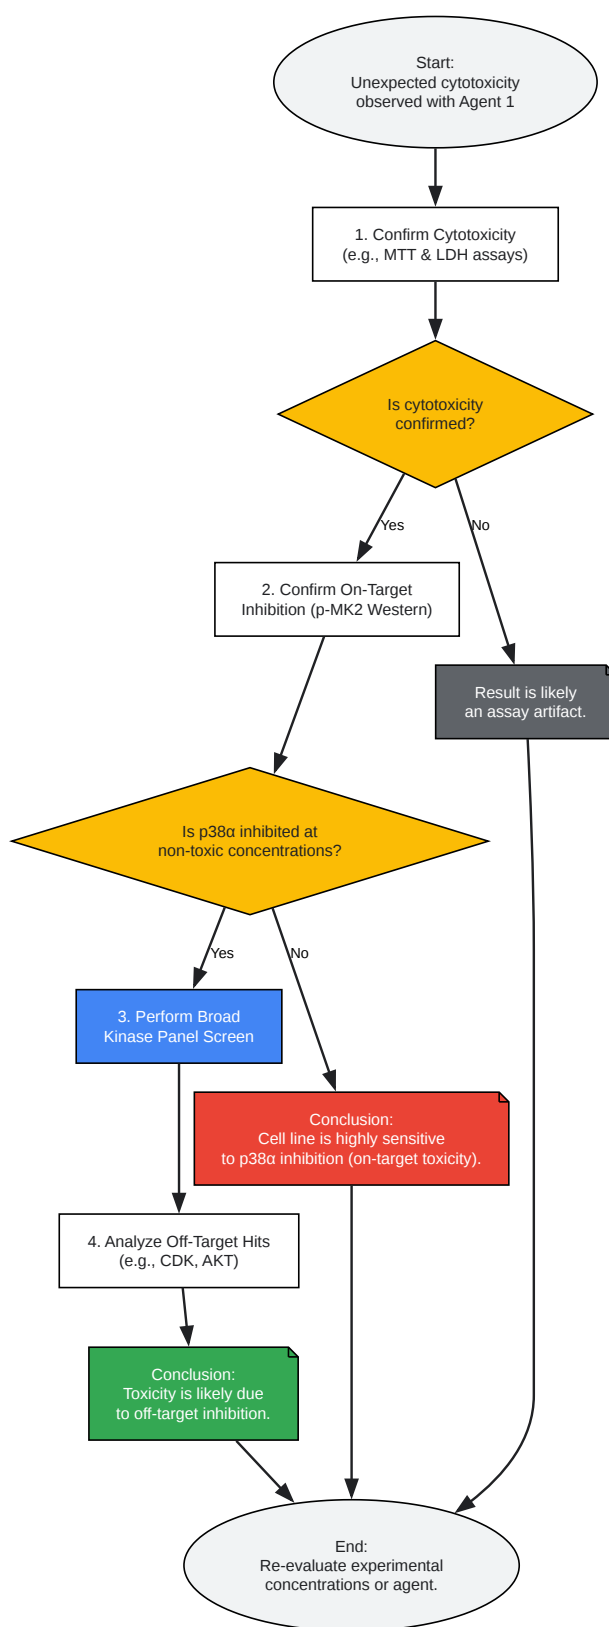 Start:
Unexpected cytotoxicity
observed with Agent 1
1. Confirm Cytotoxicity
(e.g., MTT & LDH assays)
Is cytotoxicity
confirmed?
Yes
No
2. Confirm On-Target
Inhibition (p-MK2 Western)
Result is likely
an assay artifact.
Is p38α inhibited at
non-toxic concentrations?
Yes
No
3. Perform Broad
Kinase Panel Screen
Conclusion:
Cell line is highly sensitive
to p38α inhibition (on-target toxicity).
4. Analyze Off-Target Hits
(e.g., CDK, AKT)
Conclusion:
Toxicity is likely due
to off-target inhibition.
End:
Re-evaluate experimental
concentrations or agent.